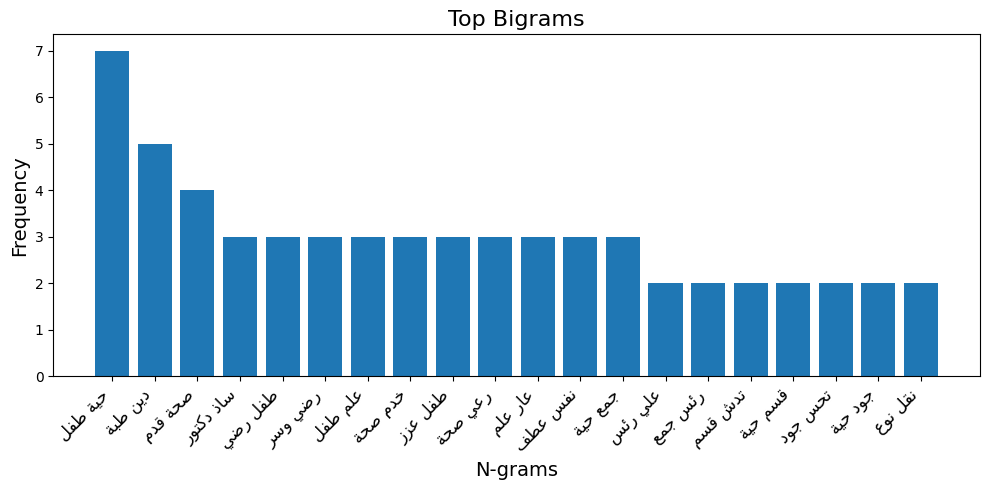 Top Bigrams
Frequency
7
6
5
4
3
2
1
0
حية طفل
دين طبة
صحة قدم
ساذ دكتور
طفل رضي
رضي وسر
علم طفل
خدم صحة
طفل عزز
رعي صحة
عار علم
نفس عطف
جمع حية
علي رئس
رئس جمع
تدش قسم
قسم حية
تحس جود
جود حية
نقل نوع
N-grams